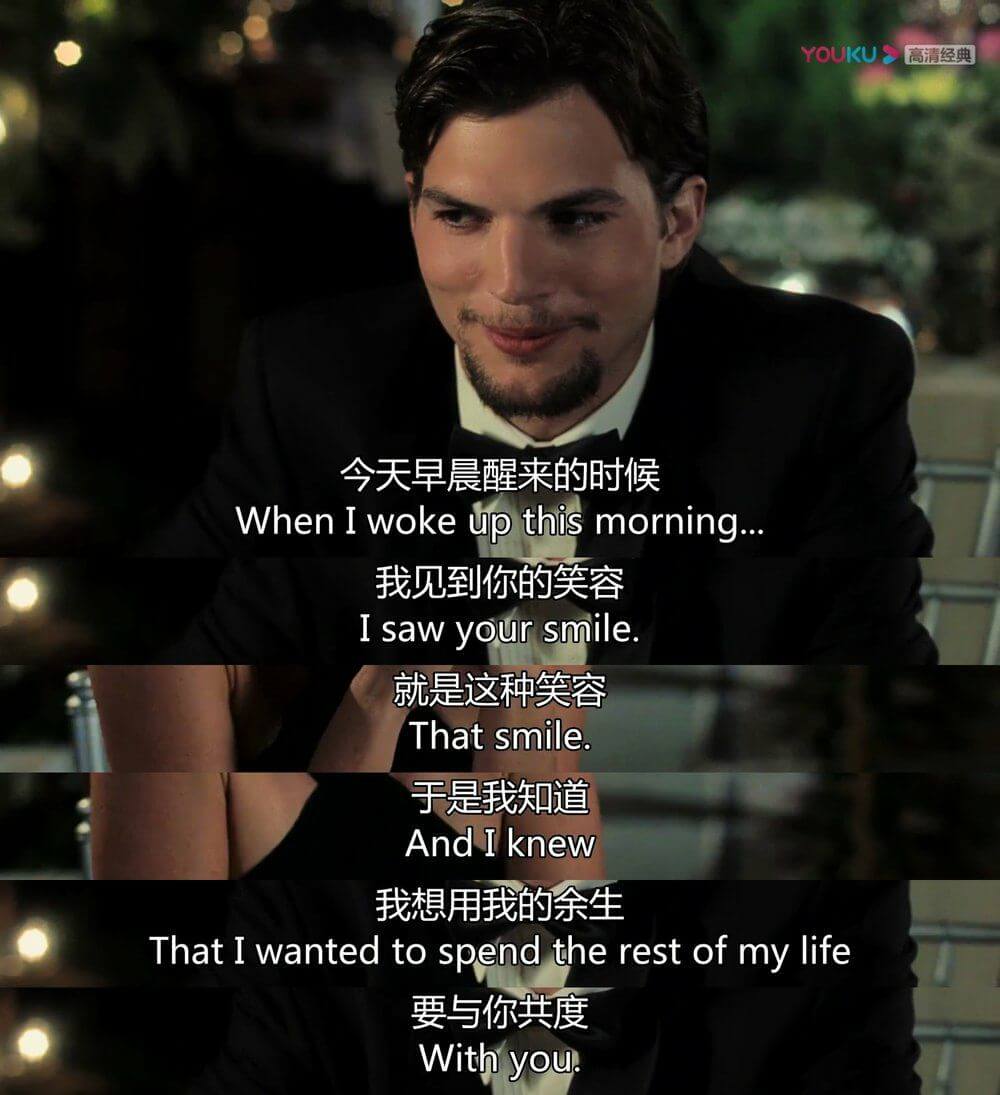 YOUKU 高清经典
今天早晨醒来的时候
When I woke up this morning...
我见到你的笑容
I saw your smile.
就是这种笑容
That smile.
于是我知道
And I knew
我想用我的余生
That I wanted to spend the rest of my life
要与你共度
With you.